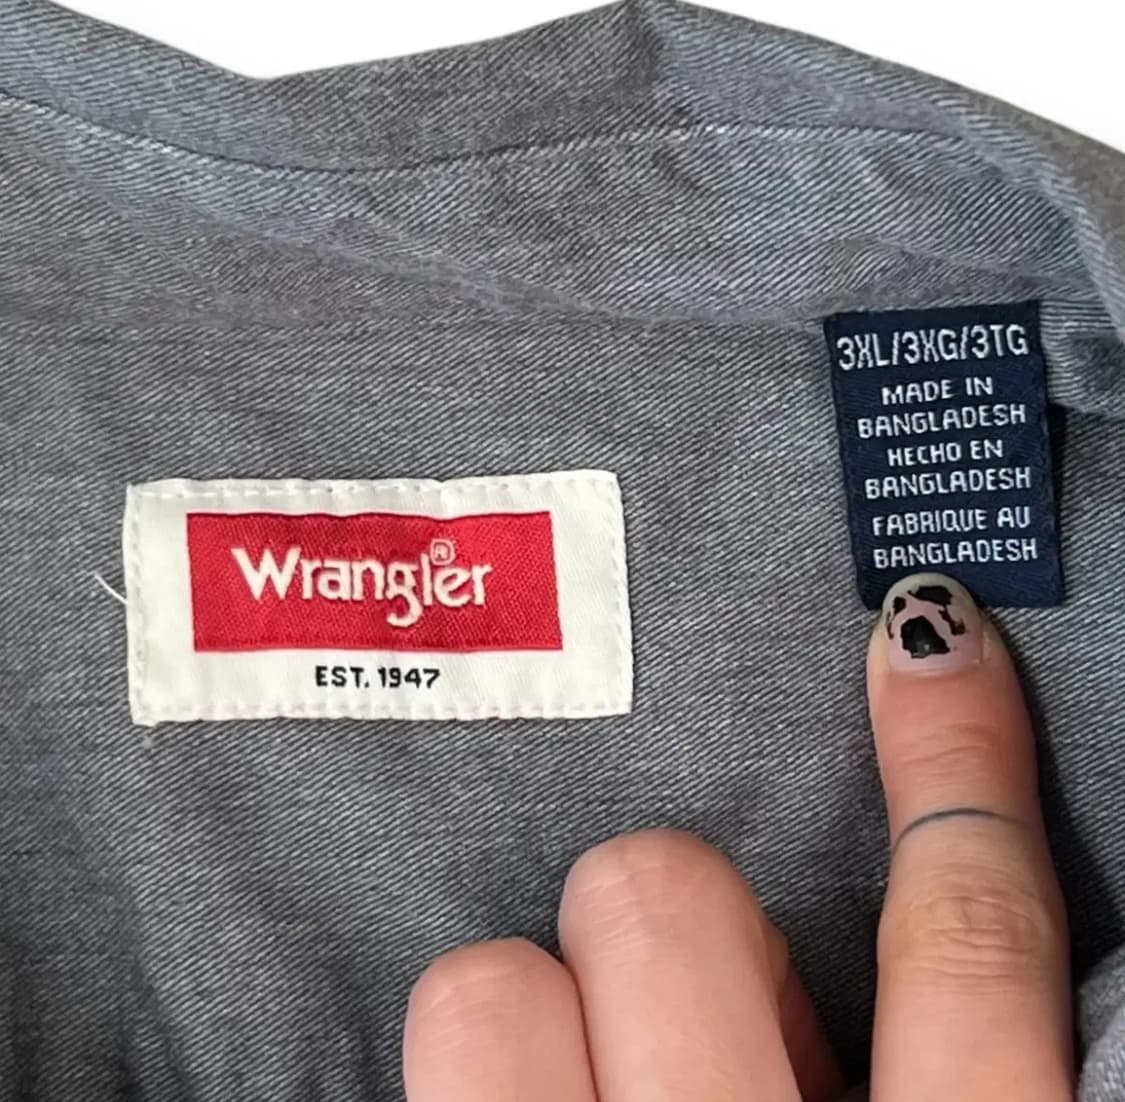 3XL/3XG/3TG
MADE IN
BANGLADESH
HECHO EN
BANGLADESH
FABRIQUE AU
BANGLADESH
Wrangler®
EST. 1947